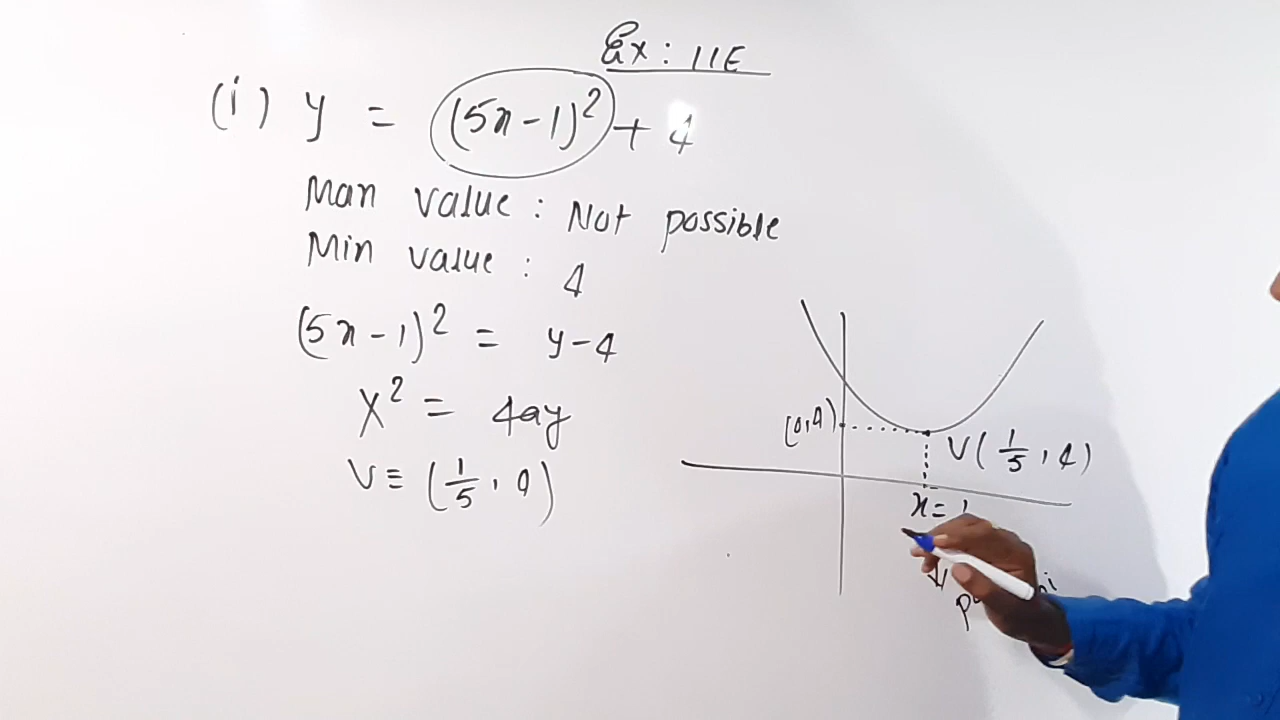 Ex: 11E
(i) y = (5x-1)² + 4
Max value: Not possible
Min value: 4
(5x-1)² = y-4
X² = 4ay
V ≡ (1/5, 4)
(0,4)
V(1/5, 4)
x =